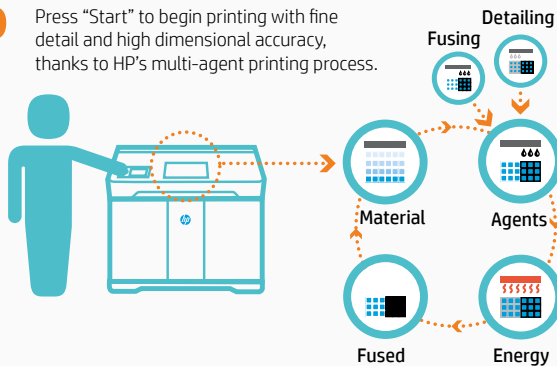 Press “Start” to begin printing with fine
detail and high dimensional accuracy,
thanks to HP’s multi-agent printing process.
Detailing
Fusing
Material
Agents
hp
Fused
Energy